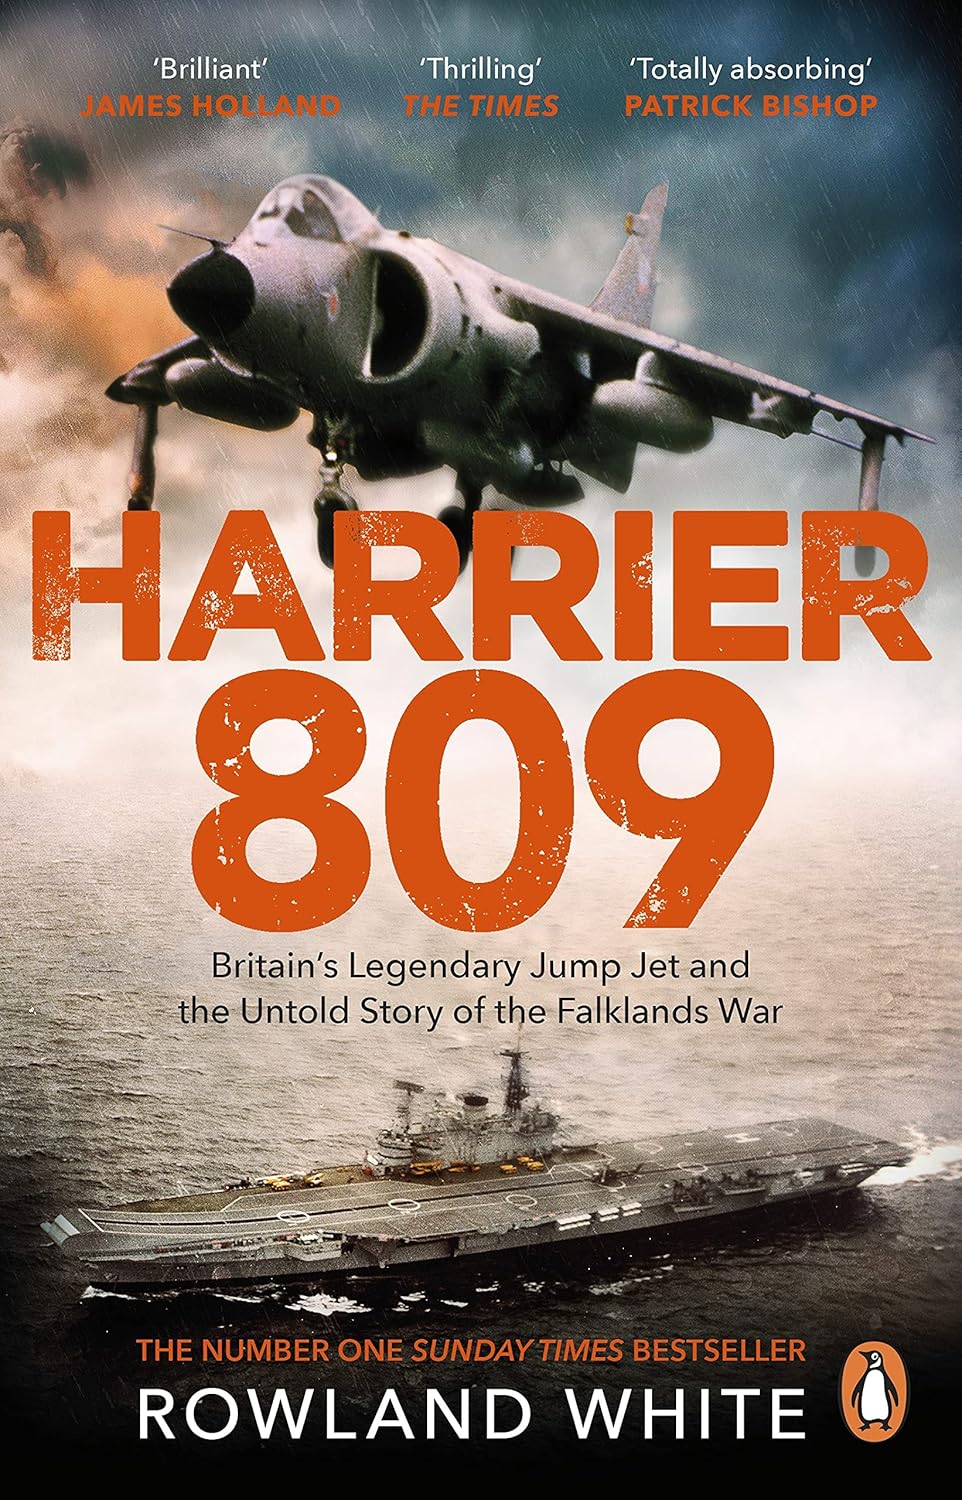 ‘Brilliant’
JAMES HOLLAND
‘Thrilling’
THE TIMES
‘Totally absorbing’
PATRICK BISHOP
HARRIER
809
Britain’s Legendary Jump Jet and
the Untold Story of the Falklands War
H
THE NUMBER ONE SUNDAY TIMES BESTSELLER
ROWLAND WHITE